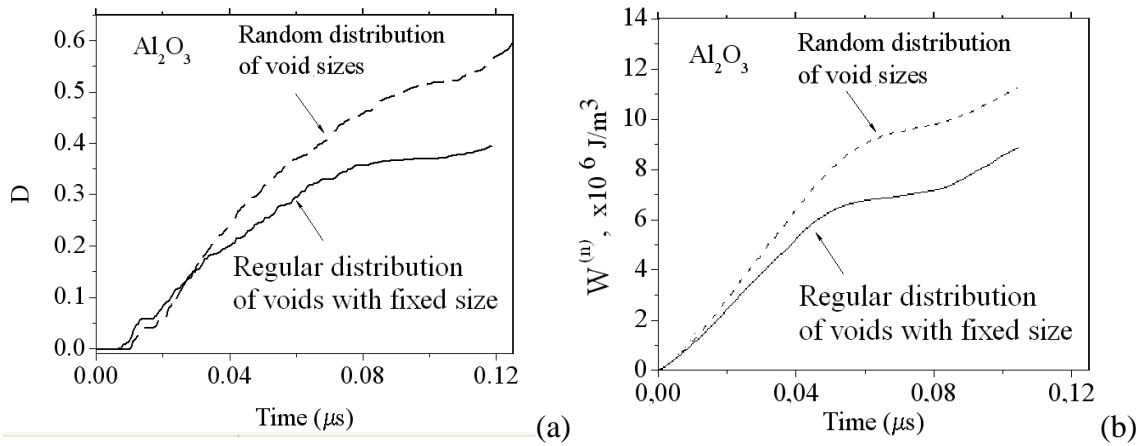 Al₂O₃
Random distribution
of void sizes
0.6
0.5
0.4
0.3
0.2
0.1
0.0
D
Regular distribution
of voids with fixed size
0.00 0.04 0.08 0.12
Time (μs)
(a)
Al₂O₃
Random distribution
of void sizes
14
12
10
8
6
4
2
0
W⁽ⁿ⁾, x10⁶ J/m³
Regular distribution
of voids with fixed size
0,00 0,04 0,08 0,12
Time (μs)
(b)